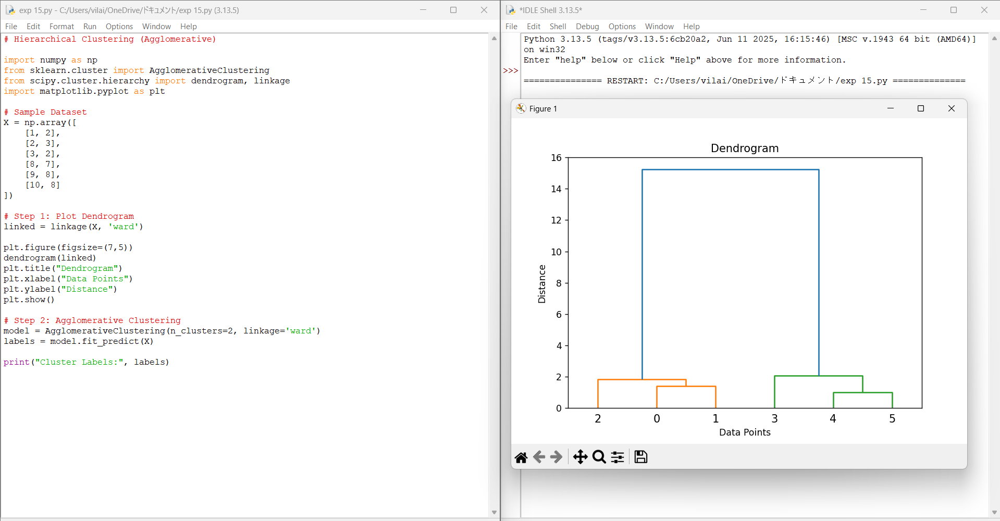 exp 15.py - C:/Users/vilai/OneDrive/ドキュメント/exp 15.py (3.13.5)
File Edit Format Run Options Window Help
# Hierarchical Clustering (Agglomerative)
import numpy as np
from sklearn.cluster import AgglomerativeClustering
from scipy.cluster.hierarchy import dendrogram, linkage
import matplotlib.pyplot as plt
# Sample Dataset
X = np.array([
    [1, 2],
    [2, 3],
    [3, 2],
    [8, 7],
    [9, 8],
    [10, 8]
])
# Step 1: Plot Dendrogram
linked = linkage(X, 'ward')
plt.figure(figsize=(7,5))
dendrogram(linked)
plt.title("Dendrogram")
plt.xlabel("Data Points")
plt.ylabel("Distance")
plt.show()
# Step 2: Agglomerative Clustering
model = AgglomerativeClustering(n_clusters=2, linkage='ward')
labels = model.fit_predict(X)
print("Cluster Labels:", labels)
*IDLE Shell 3.13.5*
File Edit Shell Debug Options Window Help
Python 3.13.5 (tags/v3.13.5:6cb20a2, Jun 11 2025, 16:15:46) [MSC v.1943 64 bit (AMD64)]
on win32
Enter "help" below or click "Help" above for more information.
>>>
=============== RESTART: C:/Users/vilai/OneDrive/ドキュメント/exp 15.py ==============
Figure 1
Dendrogram
16
14
12
10
8
6
4
2
0
Distance
2 0 1 3 4 5
Data Points